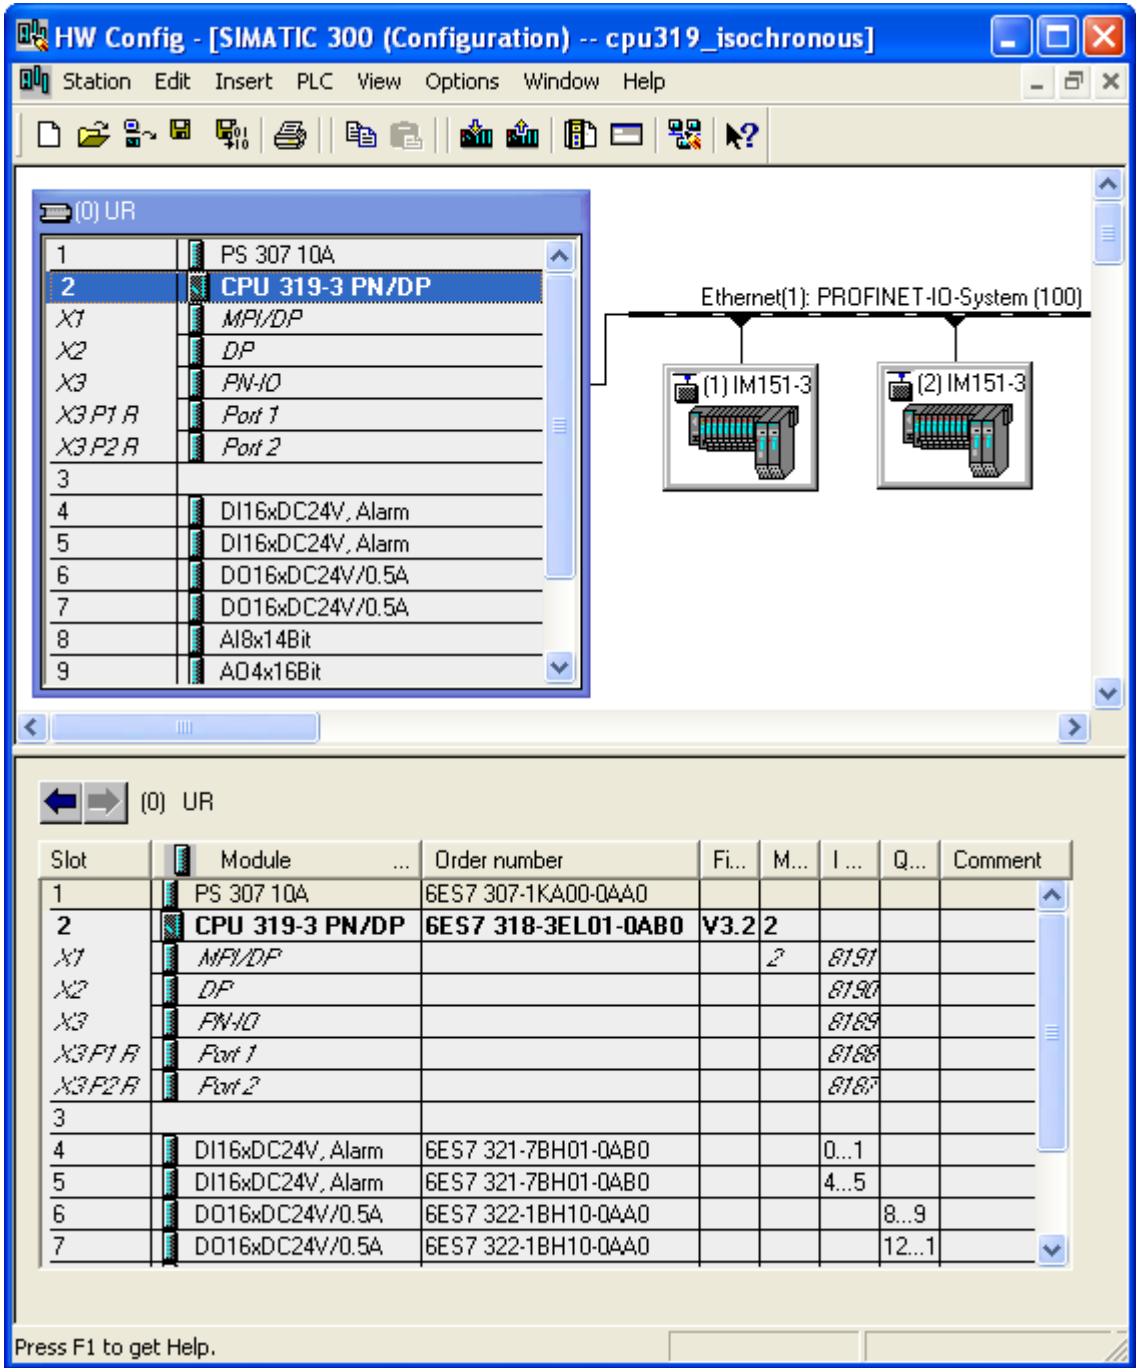 HW Config - [SIMATIC 300 (Configuration) -- cpu319_isochronous]
Station Edit Insert PLC View Options Window Help
(0) UR
1 PS 307 10A
2 CPU 319-3 PN/DP
X1 MPI/DP
X2 DP
X3 PN-IO
X3 P1 R Port 1
X3 P2 R Port 2
3
4 DI16xDC24V, Alarm
5 DI16xDC24V, Alarm
6 DO16xDC24V/0.5A
7 DO16xDC24V/0.5A
8 AI8x14Bit
9 AO4x16Bit
Ethernet(1): PROFINET-IO-System (100)
(1) IM151-3
(2) IM151-3
(0) UR
Slot Module ... Order number Fi... M... I ... Q... Comment
1 PS 307 10A 6ES7 307-1KA00-0AA0
2 CPU 319-3 PN/DP 6ES7 318-3EL01-0AB0 V3.2 2
X1 MPI/DP 2 8191
X2 DP 8190
X3 PN-IO 8189
X3 P1 R Port 1 8188
X3 P2 R Port 2 8187
3
4 DI16xDC24V, Alarm 6ES7 321-7BH01-0AB0 0...1
5 DI16xDC24V, Alarm 6ES7 321-7BH01-0AB0 4...5
6 DO16xDC24V/0.5A 6ES7 322-1BH10-0AA0 8...9
7 DO16xDC24V/0.5A 6ES7 322-1BH10-0AA0 12...1
Press F1 to get Help.